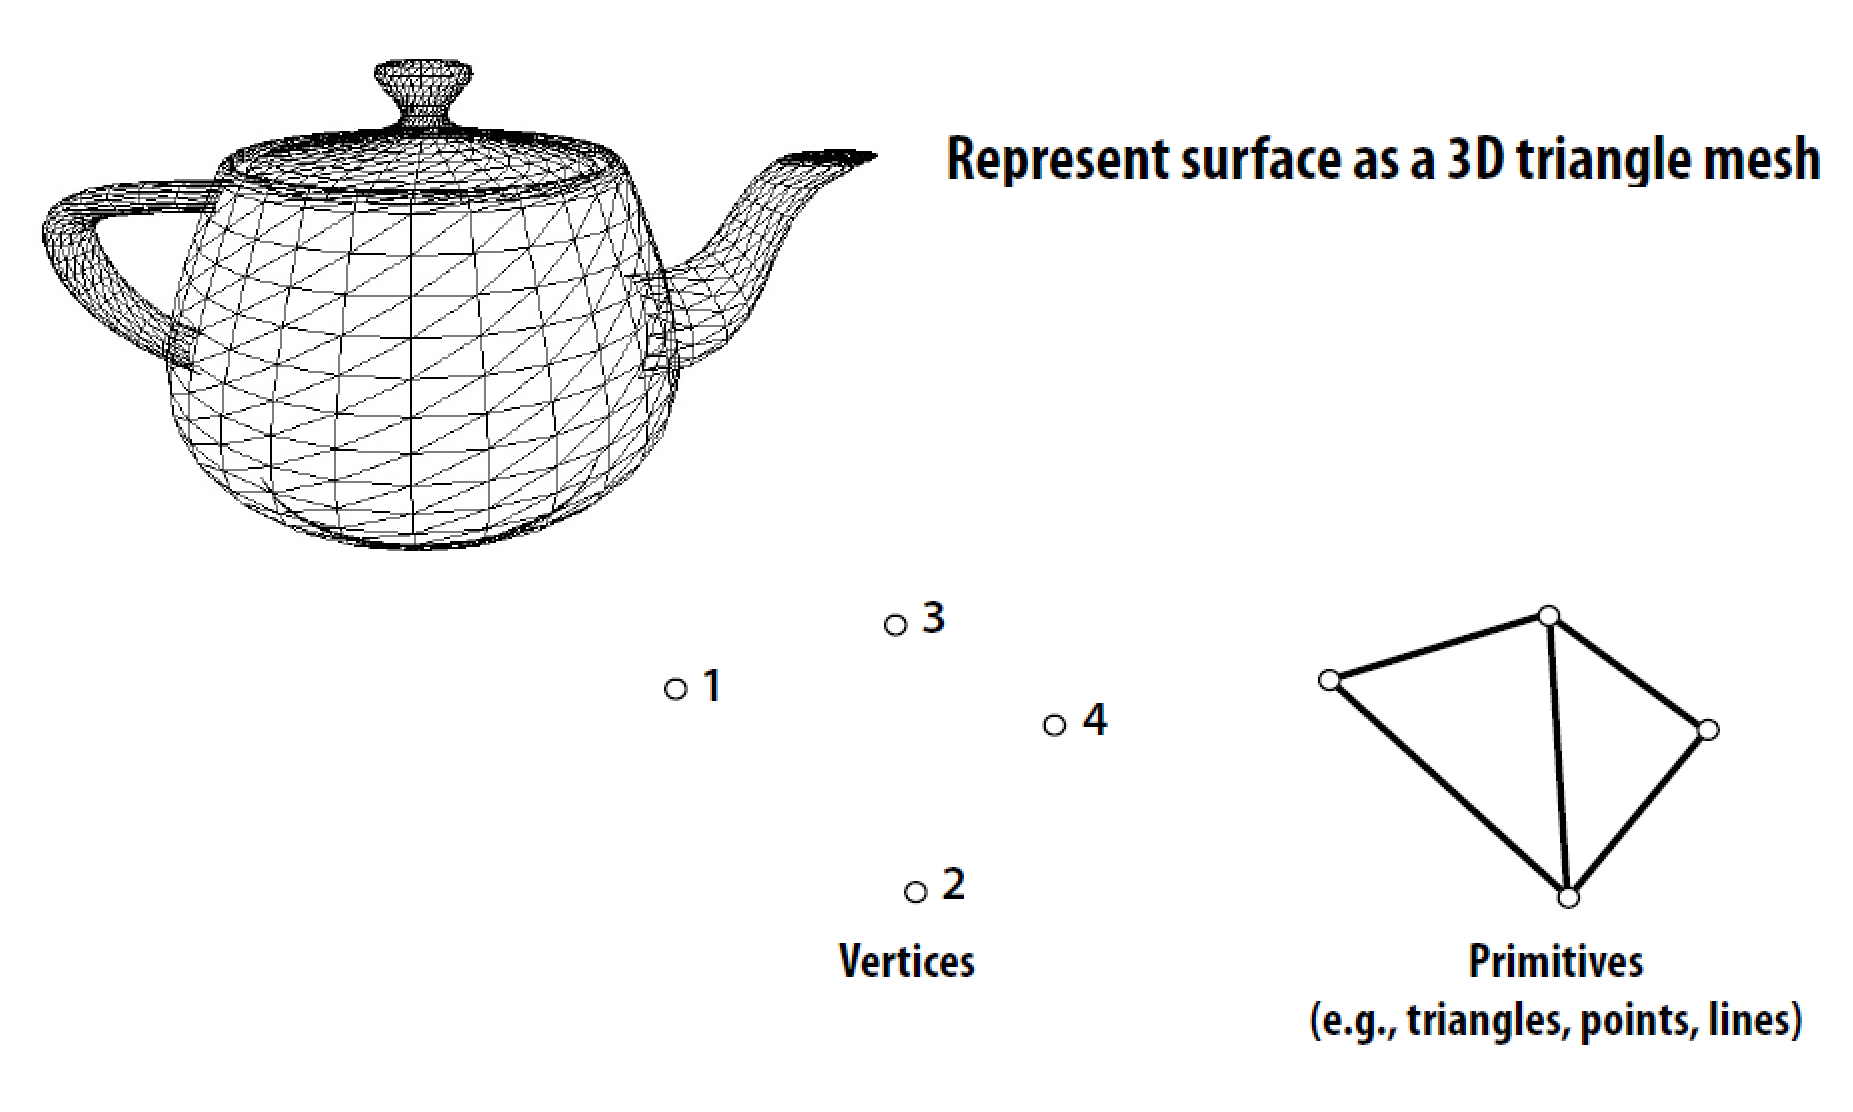 Represent surface as a 3D triangle mesh
3
1
4
2
Vertices
Primitives
(e.g., triangles, points, lines)